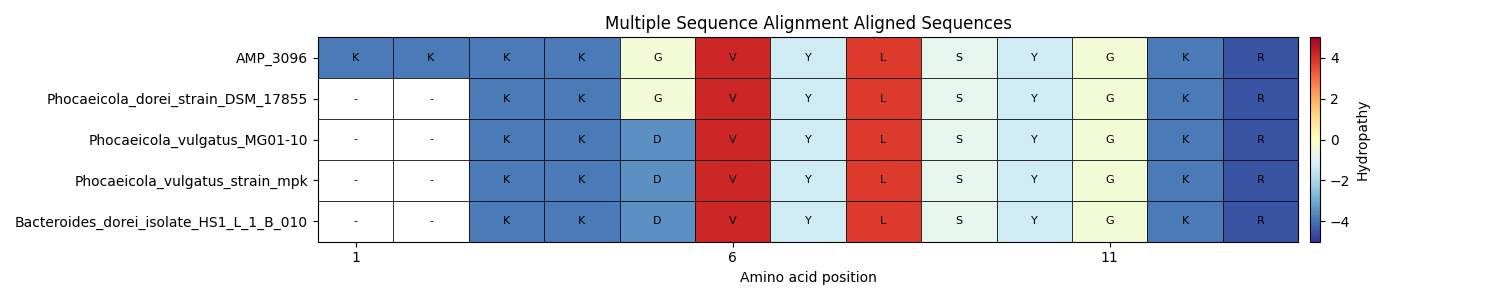 Multiple Sequence Alignment Aligned Sequences
AMP_3096 K K K K G V Y L S Y G K R
Phocaeicola_dorei_strain_DSM_17855 - - K K G V Y L S Y G K R
Phocaeicola_vulgatus_MG01-10 - - K K D V Y L S Y G K R
Phocaeicola_vulgatus_strain_mpk - - K K D V Y L S Y G K R
Bacteroides_dorei_isolate_HS1_L_1_B_010 - - K K D V Y L S Y G K R
1 6 11
Amino acid position
4
2
0
−2
−4
Hydropathy